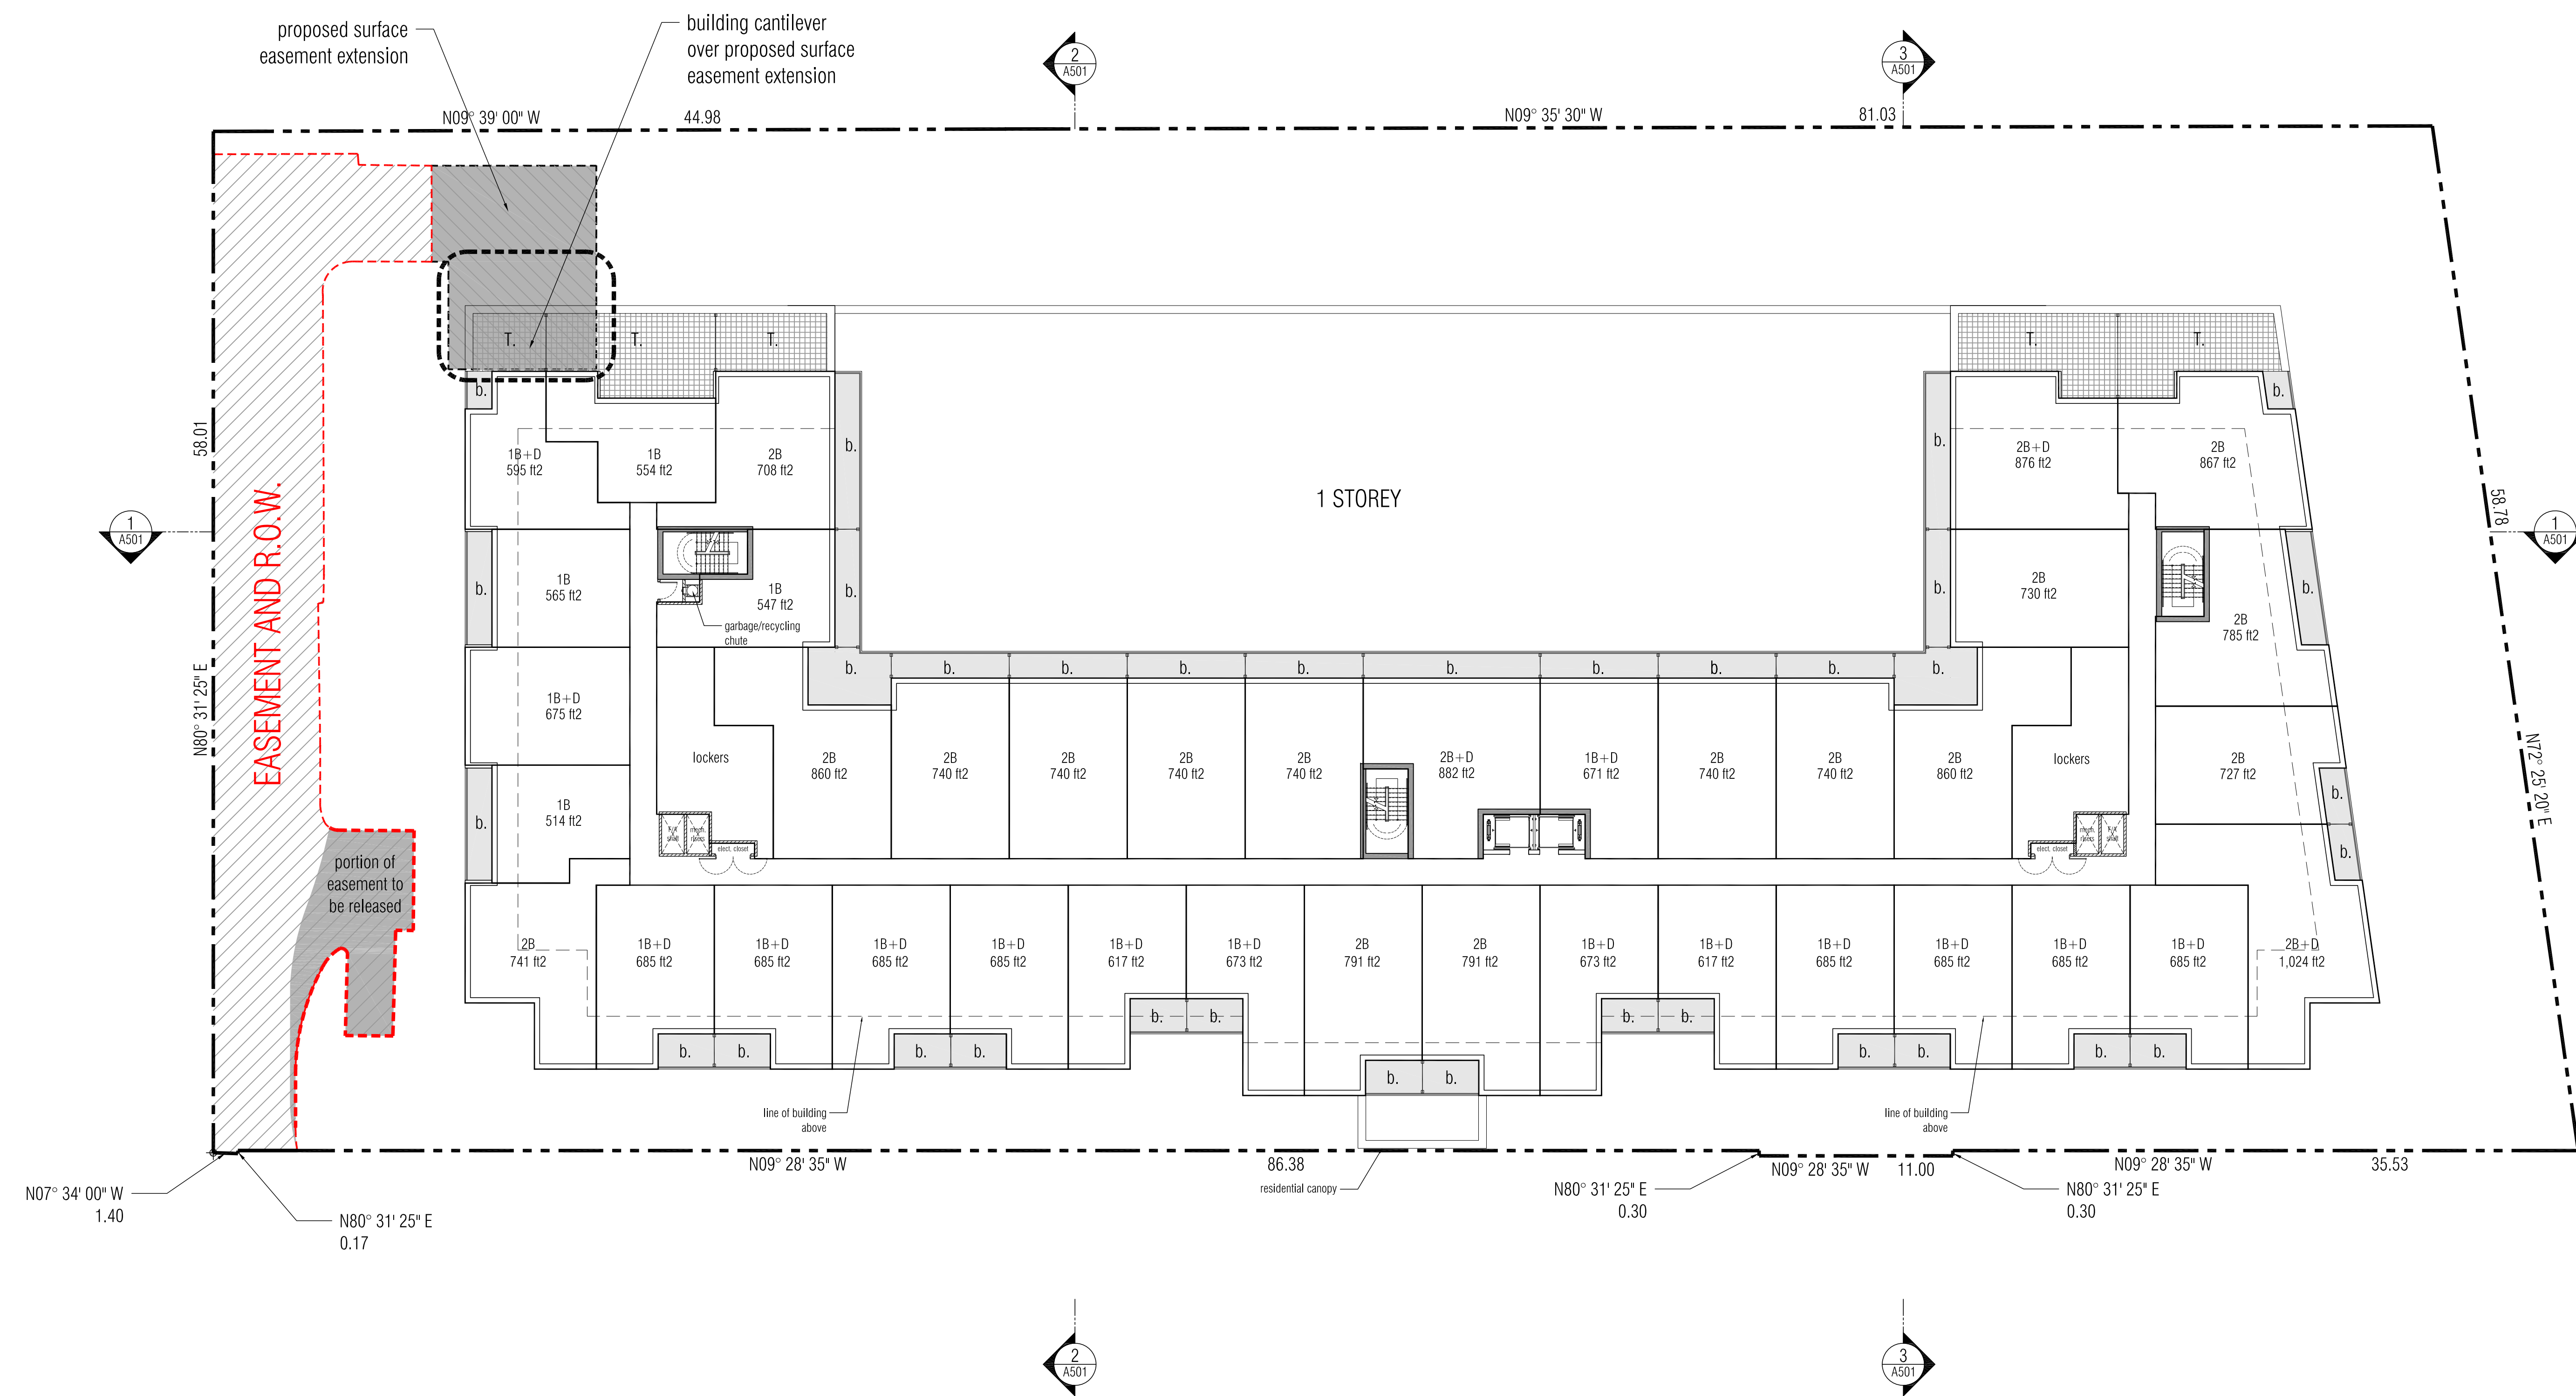 proposed surface
easement extension
building cantilever
over proposed surface
easement extension
2
A501
3
A501
N09° 39' 00" W
44.98
N09° 35' 30" W
81.03
T.
T.
T.
T.
T.
b.
b.
b.
b.
1B+D
595 ft2
1B
554 ft2
2B
708 ft2
2B+D
876 ft2
2B
867 ft2
58.01
N80° 31' 25" E
EASEMENT AND R.O.W.
1 STOREY
58.78
N72° 25' 20" E
1
A501
1
A501
b.
1B
565 ft2
1B
547 ft2
b.
garbage/recycling
chute
b.
2B
730 ft2
b.
2B
785 ft2
1B+D
675 ft2
b.
b.
b.
b.
b.
b.
b.
b.
b.
b.
b.
lockers
2B
860 ft2
2B
740 ft2
2B
740 ft2
2B
740 ft2
2B
740 ft2
2B+D
882 ft2
1B+D
671 ft2
2B
740 ft2
2B
740 ft2
2B
860 ft2
lockers
2B
727 ft2
b.
b.
b.
1B
514 ft2
F/A
shaft
mech.
risers
elect. closet
elect. closet
mech.
risers
F/A
shaft
portion of
easement to
be released
2B
741 ft2
1B+D
685 ft2
1B+D
685 ft2
1B+D
685 ft2
1B+D
685 ft2
1B+D
617 ft2
1B+D
673 ft2
2B
791 ft2
2B
791 ft2
1B+D
673 ft2
1B+D
617 ft2
1B+D
685 ft2
1B+D
685 ft2
1B+D
685 ft2
1B+D
685 ft2
2B+D
1,024 ft2
b.
b.
b.
b.
b.
b.
b.
b.
b.
b.
b.
b.
b.
b.
line of building
above
line of building
above
N09° 28' 35" W
86.38
N09° 28' 35" W
11.00
N09° 28' 35" W
35.53
residential canopy
N07° 34' 00" W
1.40
N80° 31' 25" E
0.17
N80° 31' 25" E
0.30
N80° 31' 25" E
0.30
2
A501
3
A501